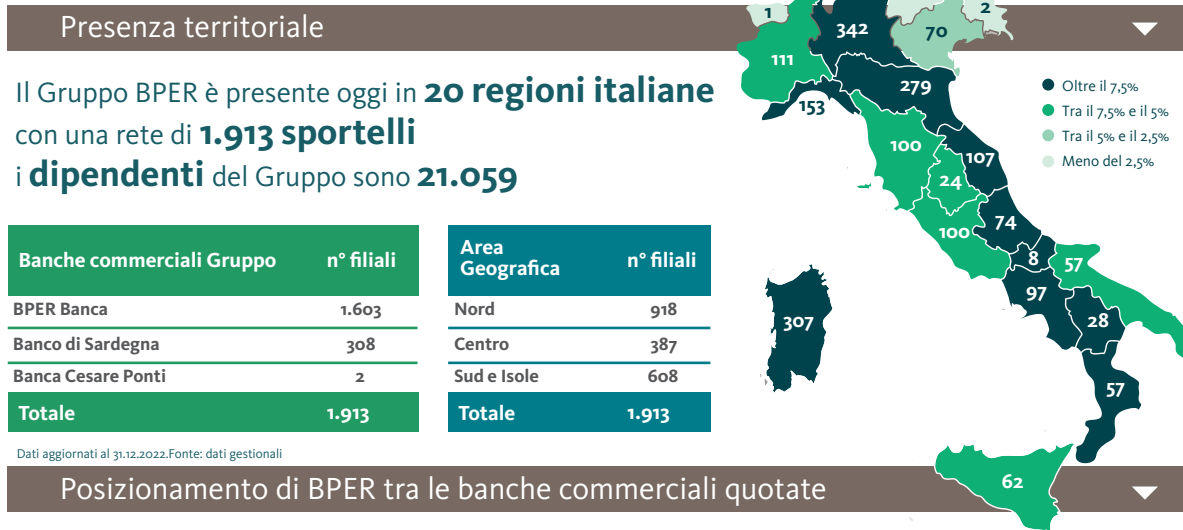 Presenza territoriale
Il Gruppo BPER è presente oggi in 20 regioni italiane
con una rete di 1.913 sportelli
i dipendenti del Gruppo sono 21.059
Banche commerciali Gruppo n° filiali
BPER Banca 1.603
Banco di Sardegna 308
Banca Cesare Ponti 2
Totale 1.913
Area
Geografica n° filiali
Nord 918
Centro 387
Sud e Isole 608
Totale 1.913
Dati aggiornati al 31.12.2022.Fonte: dati gestionali
1
2
342
70
111
279
153
100
107
24
74
100
8
57
97
28
307
57
62
Oltre il 7,5%
Tra il 7,5% e il 5%
Tra il 5% e il 2,5%
Meno del 2,5%
Posizionamento di BPER tra le banche commerciali quotate